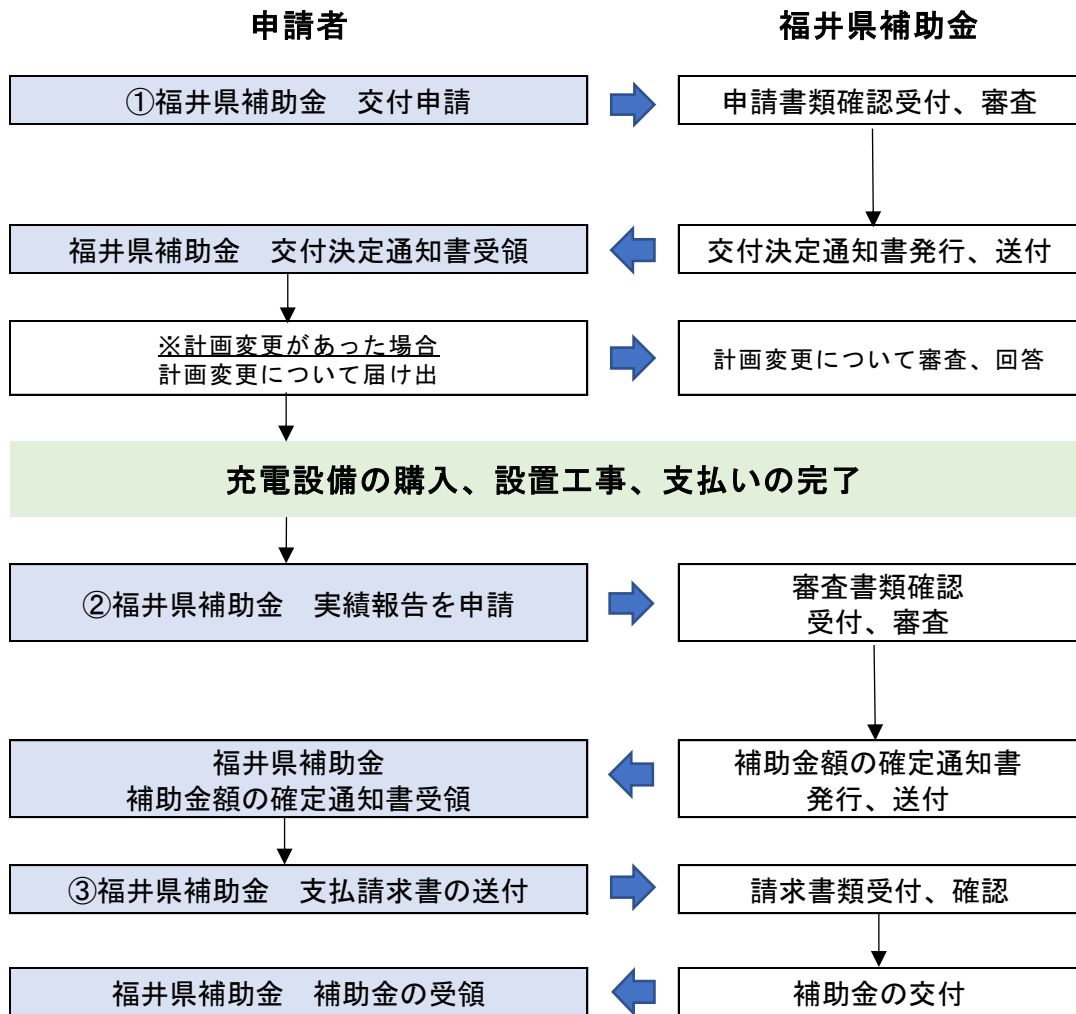 申請者
福井県補助金
①福井県補助金　交付申請
申請書類確認受付、審査
福井県補助金　交付決定通知書受領
交付決定通知書発行、送付
※計画変更があった場合
計画変更について届け出
計画変更について審査、回答
充電設備の購入、設置工事、支払いの完了
②福井県補助金　実績報告を申請
審査書類確認
受付、審査
福井県補助金
補助金額の確定通知書受領
補助金額の確定通知書
発行、送付
③福井県補助金　支払請求書の送付
請求書類受付、確認
福井県補助金　補助金の受領
補助金の交付